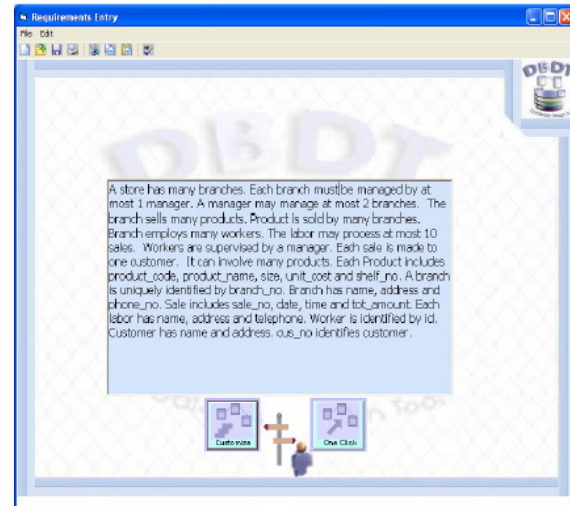 Requirements Entry
File Edit
DBDT
DBDT
A store has many branches. Each branch must be managed by at
most 1 manager. A manager may manage at most 2 branches. The
branch sells many products. Product is sold by many branches.
Branch employs many workers. The labor may process at most 10
sales. Workers are supervised by a manager. Each sale is made to
one customer. It can involve many products. Each Product includes
product_code, product_name, size, unit_cost and shelf_no. A branch
is uniquely identified by branch_no. Branch has name, address and
phone_no. Sale includes sale_no, date, time and tot_amount. Each
labor has name, address and telephone. Worker is identified by id.
Customer has name and address. cus_no identifies customer.
Tool
Customize
One Click